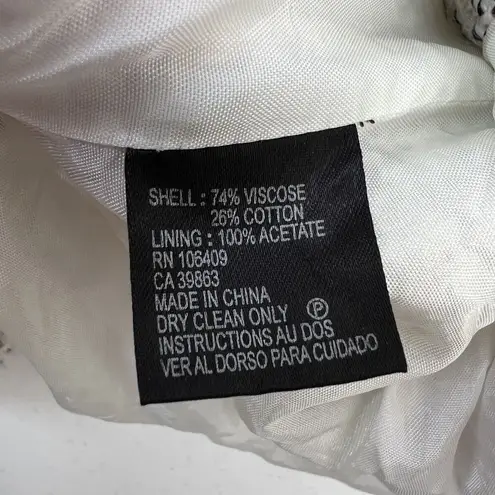 SHELL : 74% VISCOSE
26% COTTON
LINING : 100% ACETATE
RN 106409
CA 39863
MADE IN CHINA
DRY CLEAN ONLY Ⓟ
INSTRUCTIONS AU DOS
VER AL DORSO PARA CUIDADO